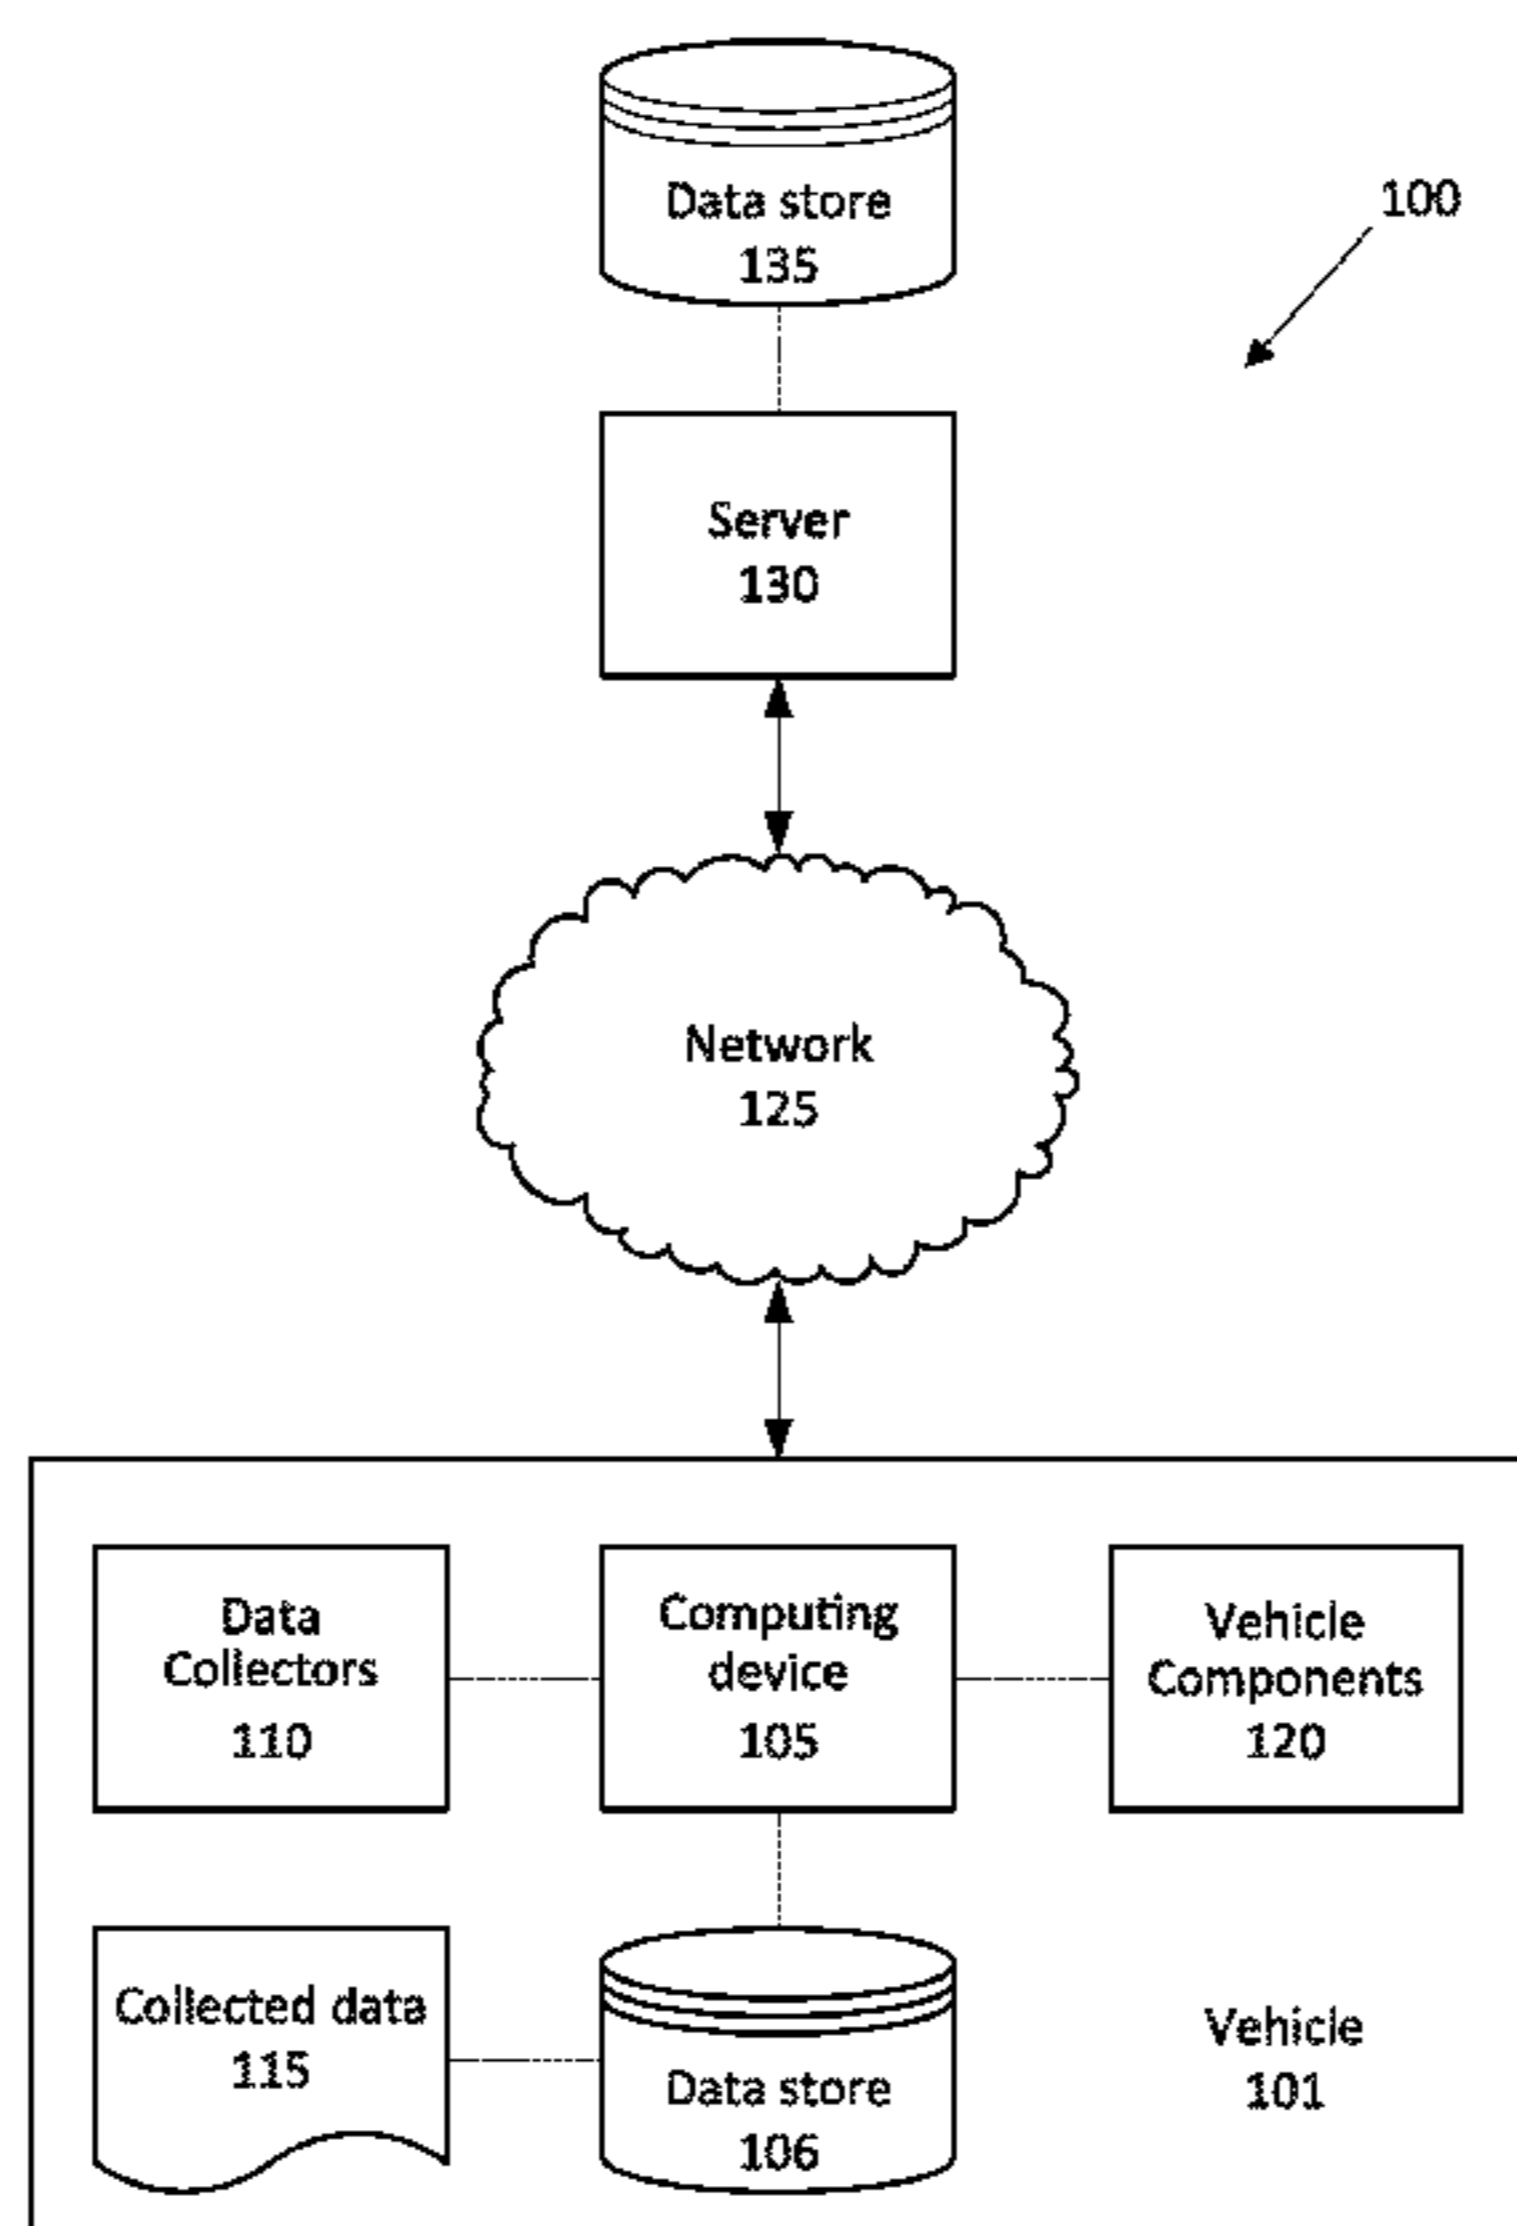 Data store
135
100
Server
130
Network
125
Data
Collectors
110
Computing
device
105
Vehicle
Components
120
Collected data
115
Data store
106
Vehicle
101